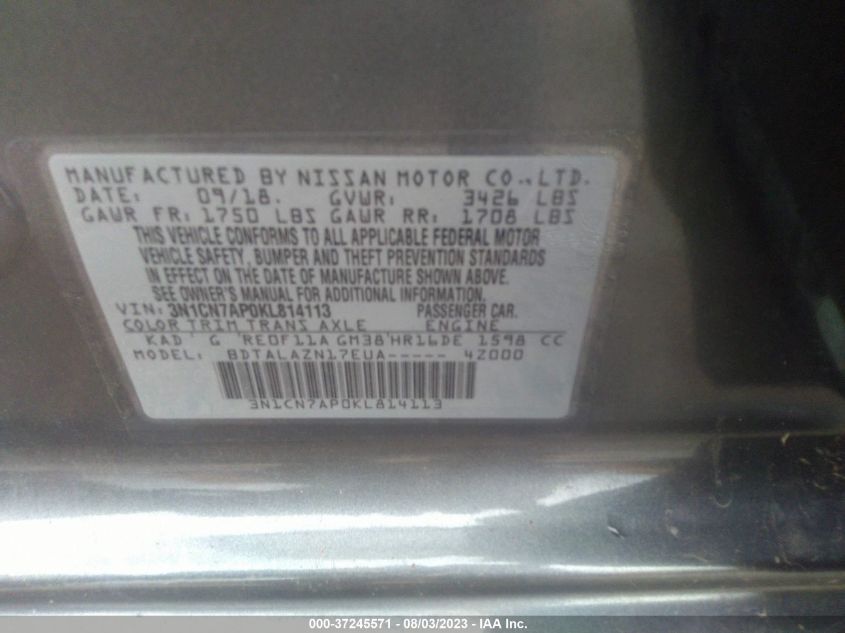 MANUFACTURED BY NISSAN MOTOR CO., LTD.
DATE: 09/18. GVWR: 3426 LBS
GAWR FR: 1750 LBS GAWR RR: 1708 LBS
THIS VEHICLE CONFORMS TO ALL APPLICABLE FEDERAL MOTOR
VEHICLE SAFETY, BUMPER AND THEFT PREVENTION STANDARDS
IN EFFECT ON THE DATE OF MANUFACTURE SHOWN ABOVE.
SEE OWNER'S MANUAL FOR ADDITIONAL INFORMATION.
VIN: 3N1CN7AP0KL814113 PASSENGER CAR.
COLOR TRIM TRANS AXLE ENGINE
KAD G RE0F11A GM38 HR16DE 1598 CC
MODEL: BDTALAZN17EUA----- 4Z000
3N1CN7AP0KL814113
000-37245571 - 08/03/2023 - IAA Inc.